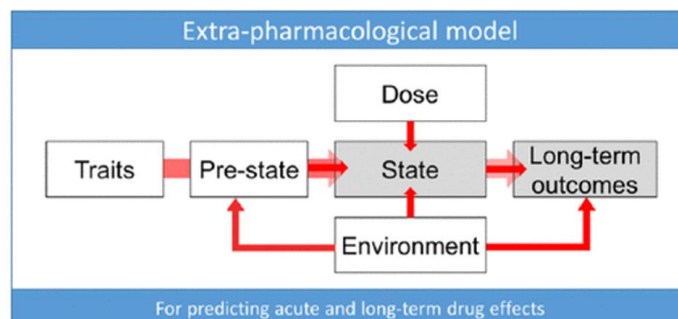 Extra-pharmacological model
Dose
Traits
Pre-state
State
Long-term
outcomes
Environment
For predicting acute and long-term drug effects